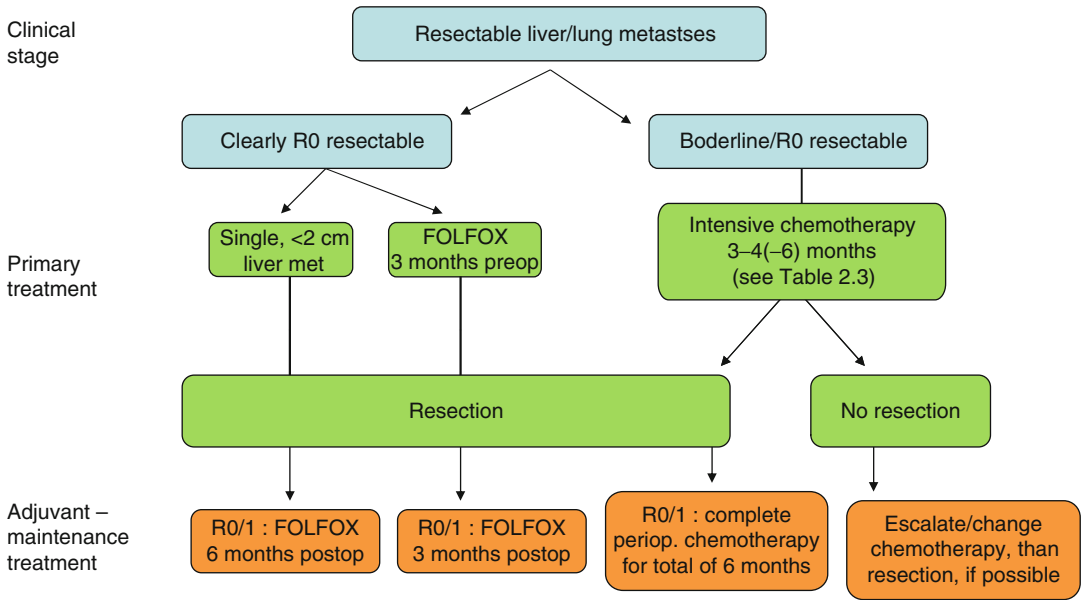 Clinical
stage
Resectable liver/lung metastses
Clearly R0 resectable
Boderline/R0 resectable
Primary
treatment
Single, <2 cm
liver met
FOLFOX
3 months preop
Intensive chemotherapy
3–4(–6) months
(see Table 2.3)
Resection
No resection
Adjuvant –
maintenance
treatment
R0/1 : FOLFOX
6 months postop
R0/1 : FOLFOX
3 months postop
R0/1 : complete
periop. chemotherapy
for total of 6 months
Escalate/change
chemotherapy, than
resection, if possible